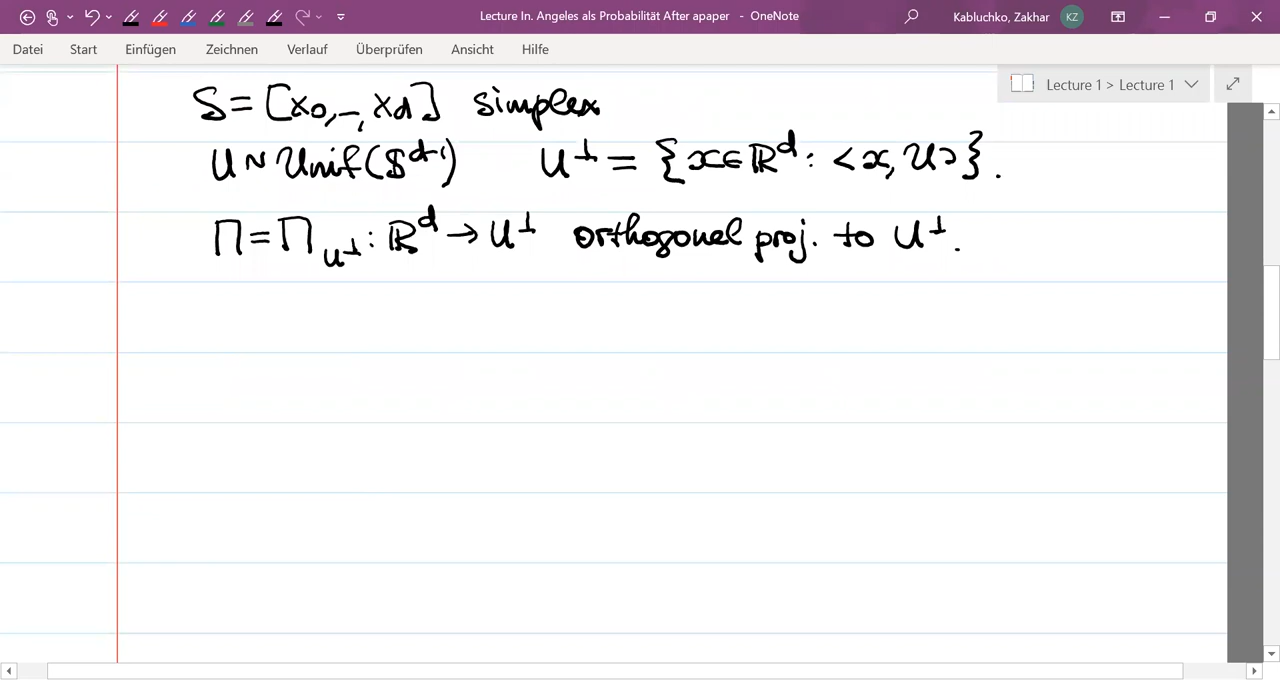 Lecture In. Angeles als Probabilität After apaper - OneNote
Kabluchko, Zakhar KZ
Datei Start Einfügen Zeichnen Verlauf Überprüfen Ansicht Hilfe
Lecture 1 > Lecture 1
S = [x₀,…,x_d] simplex
U ~ Unif(𝕊^{d-1}) U^⊥ = {x∈ℝ^d : <x, U>}.
Π = Π_{U^⊥} : ℝ^d → U^⊥ orthogonal proj. to U^⊥.